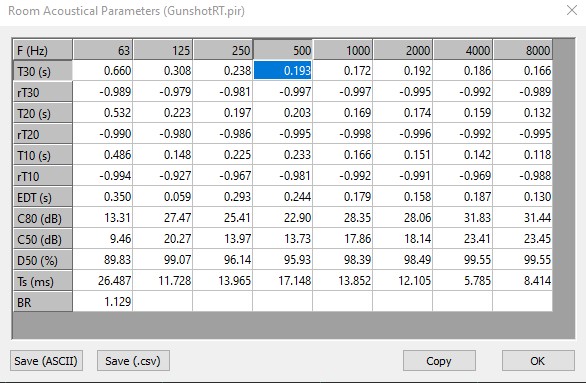 Room Acoustical Parameters (GunshotRT.pir)
F (Hz) 63 125 250 500 1000 2000 4000 8000
T30 (s) 0.660 0.308 0.238 0.193 0.172 0.192 0.186 0.166
rT30 -0.989 -0.979 -0.981 -0.997 -0.997 -0.995 -0.992 -0.989
T20 (s) 0.532 0.223 0.197 0.203 0.169 0.174 0.159 0.132
rT20 -0.990 -0.980 -0.986 -0.995 -0.998 -0.996 -0.992 -0.995
T10 (s) 0.486 0.148 0.225 0.233 0.166 0.151 0.142 0.118
rT10 -0.994 -0.927 -0.967 -0.981 -0.992 -0.991 -0.969 -0.988
EDT (s) 0.350 0.059 0.293 0.244 0.179 0.158 0.187 0.130
C80 (dB) 13.31 27.47 25.41 22.90 28.35 28.06 31.83 31.44
C50 (dB) 9.46 20.27 13.97 13.73 17.86 18.14 23.41 23.45
D50 (%) 89.83 99.07 96.14 95.93 98.39 98.49 99.55 99.55
Ts (ms) 26.487 11.728 13.965 17.148 13.852 12.105 5.785 8.414
BR 1.129
Save (ASCII) Save (.csv) Copy OK